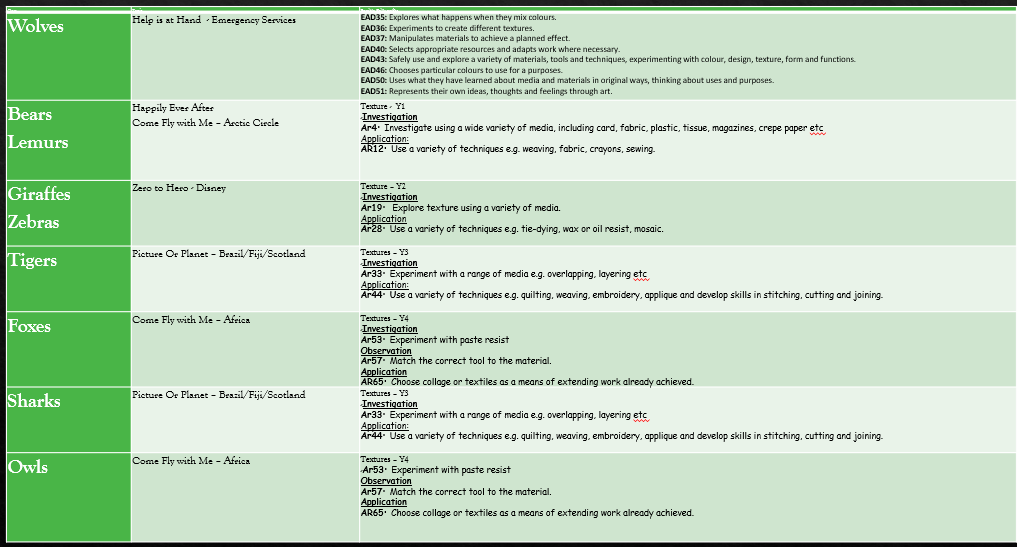 Wolves
Help is at Hand - Emergency Services
EAD35: Explores what happens when they mix colours.
EAD36: Experiments to create different textures.
EAD37: Manipulates materials to achieve a planned effect.
EAD40: Selects appropriate resources and adapts work where necessary.
EAD43: Safely use and explore a variety of materials, tools and techniques, experimenting with colour, design, texture, form and functions.
EAD46: Chooses particular colours to use for a purposes.
EAD50: Uses what they have learned about media and materials in original ways, thinking about uses and purposes.
EAD51: Represents their own ideas, thoughts and feelings through art.
Bears
Lemurs
Happily Ever After
Come Fly with Me – Arctic Circle
Texture - Y1
Investigation
Ar4· Investigate using a wide variety of media, including card, fabric, plastic, tissue, magazines, crepe paper etc
Application:
AR12· Use a variety of techniques e.g. weaving, fabric, crayons, sewing.
Giraffes
Zebras
Zero to Hero - Disney
Texture – Y2
Investigation
Ar19· Explore texture using a variety of media.
Application
Ar28· Use a variety of techniques e.g. tie-dying, wax or oil resist, mosaic.
Tigers
Picture Or Planet – Brazil/Fiji/Scotland
Textures – Y3
Investigation
Ar33· Experiment with a range of media e.g. overlapping, layering etc
Application:
Ar44· Use a variety of techniques e.g. quilting, weaving, embroidery, applique and develop skills in stitching, cutting and joining.
Foxes
Come Fly with Me – Africa
Textures – Y4
Investigation
Ar53· Experiment with paste resist
Observation
Ar57· Match the correct tool to the material.
Application
AR65· Choose collage or textiles as a means of extending work already achieved.
Sharks
Picture Or Planet – Brazil/Fiji/Scotland
Textures – Y3
Investigation
Ar33· Experiment with a range of media e.g. overlapping, layering etc
Application:
Ar44· Use a variety of techniques e.g. quilting, weaving, embroidery, applique and develop skills in stitching, cutting and joining.
Owls
Come Fly with Me – Africa
Textures – Y4
Ar53· Experiment with paste resist
Observation
Ar57· Match the correct tool to the material.
Application
AR65· Choose collage or textiles as a means of extending work already achieved.